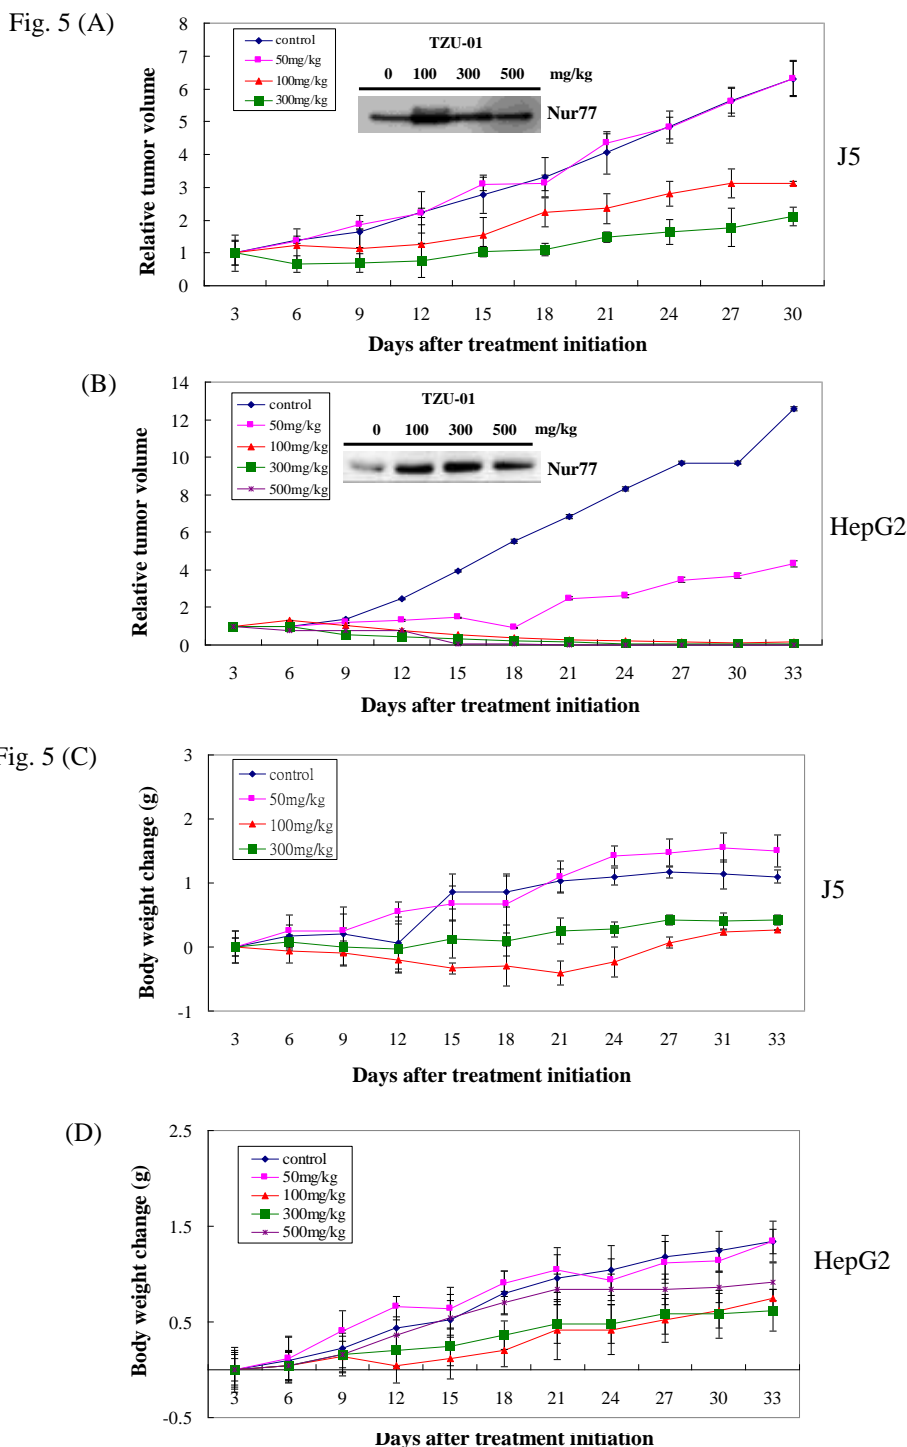 Fig. 5 (A)
8
7
6
5
4
3
2
1
0
Relative tumor volume
control
50mg/kg
100mg/kg
300mg/kg
TZU-01
0 100 300 500 mg/kg
Nur77
J5
3 6 9 12 15 18 21 24 27 30
Days after treatment initiation
(B)
14
12
10
8
6
4
2
0
Relative tumor volume
control
50mg/kg
100mg/kg
300mg/kg
500mg/kg
TZU-01
0 100 300 500 mg/kg
Nur77
HepG2
3 6 9 12 15 18 21 24 27 30 33
Days after treatment initiation
Fig. 5 (C)
3
2
1
0
-1
Body weight change (g)
control
50mg/kg
100mg/kg
300mg/kg
J5
3 6 9 12 15 18 21 24 27 31 33
Days after treatment initiation
(D)
2.5
1.5
0.5
-0.5
Body weight change (g)
control
50mg/kg
100mg/kg
300mg/kg
500mg/kg
HepG2
3 6 9 12 15 18 21 24 27 30 33
Days after treatment initiation